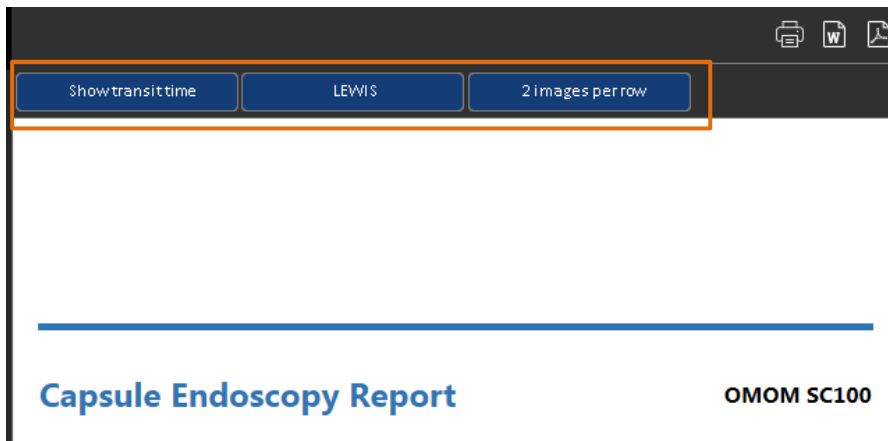 W
Show transit time LEWIS 2 images per row
Capsule Endoscopy Report OMOM SC100